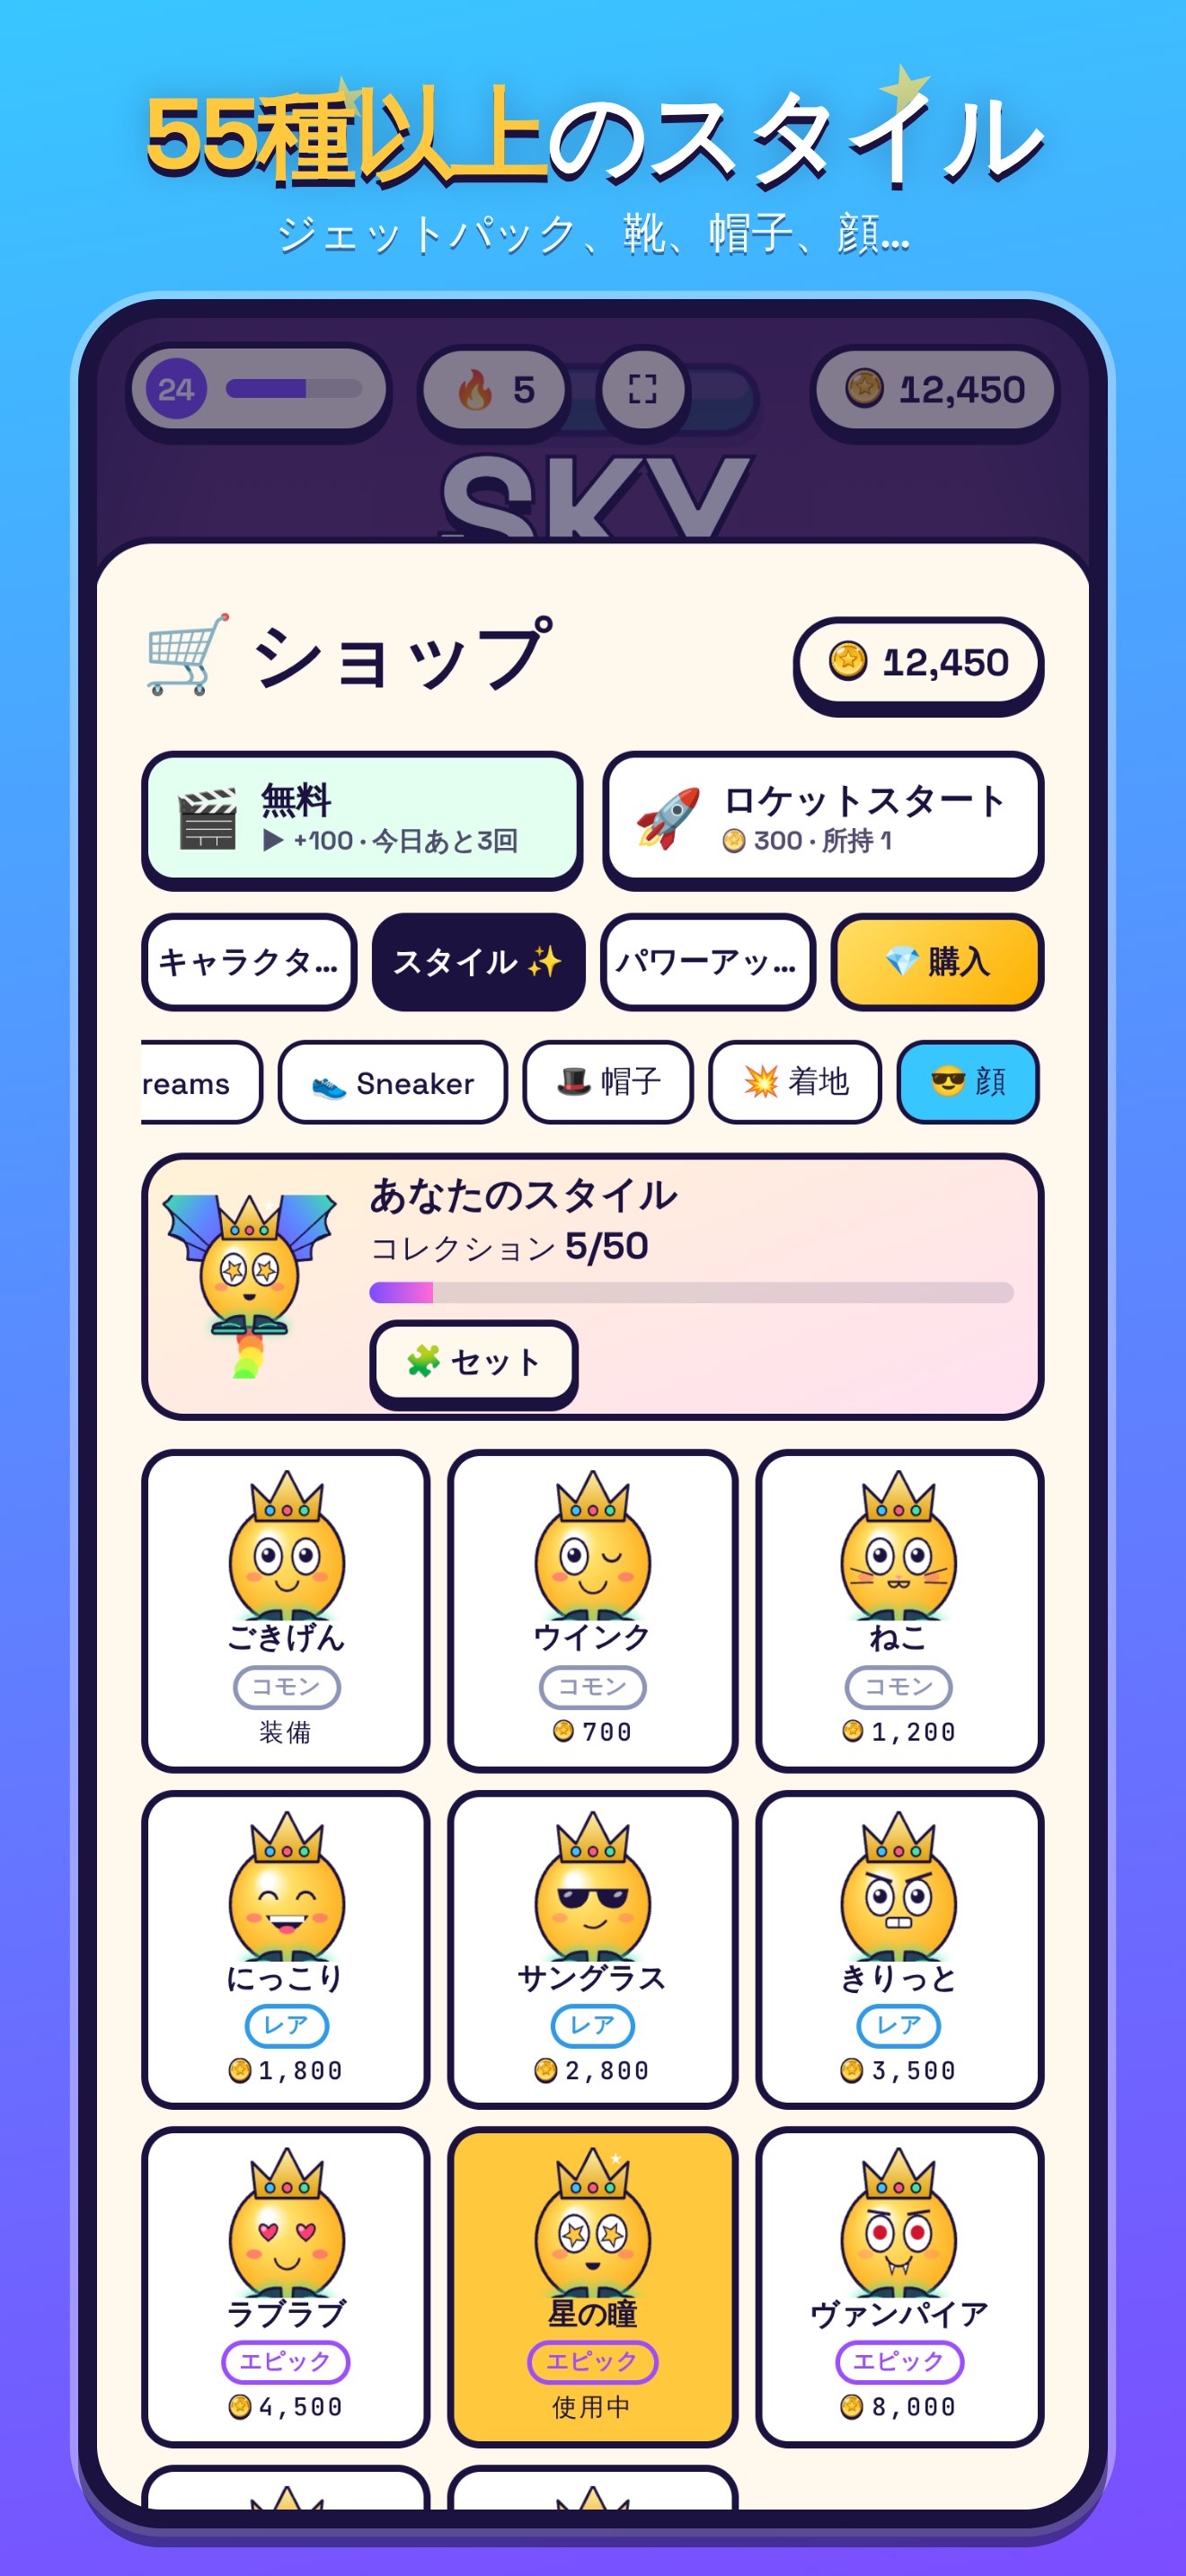 55種以上のスタイル
ジェットパック、靴、帽子、顔...
24
5
12,450
SKY
ショップ
12,450
無料
▶ +100・今日あと3回
ロケットスタート
300・所持 1
キャラクタ...
スタイル
パワーアッ...
購入
reams
Sneaker
帽子
着地
顔
あなたのスタイル
コレクション 5/50
セット
ごきげん
コモン
装備
ウインク
コモン
700
ねこ
コモン
1,200
にっこり
レア
1,800
サングラス
レア
2,800
きりっと
レア
3,500
ラブラブ
エピック
4,500
星の瞳
エピック
使用中
ヴァンパイア
エピック
8,000